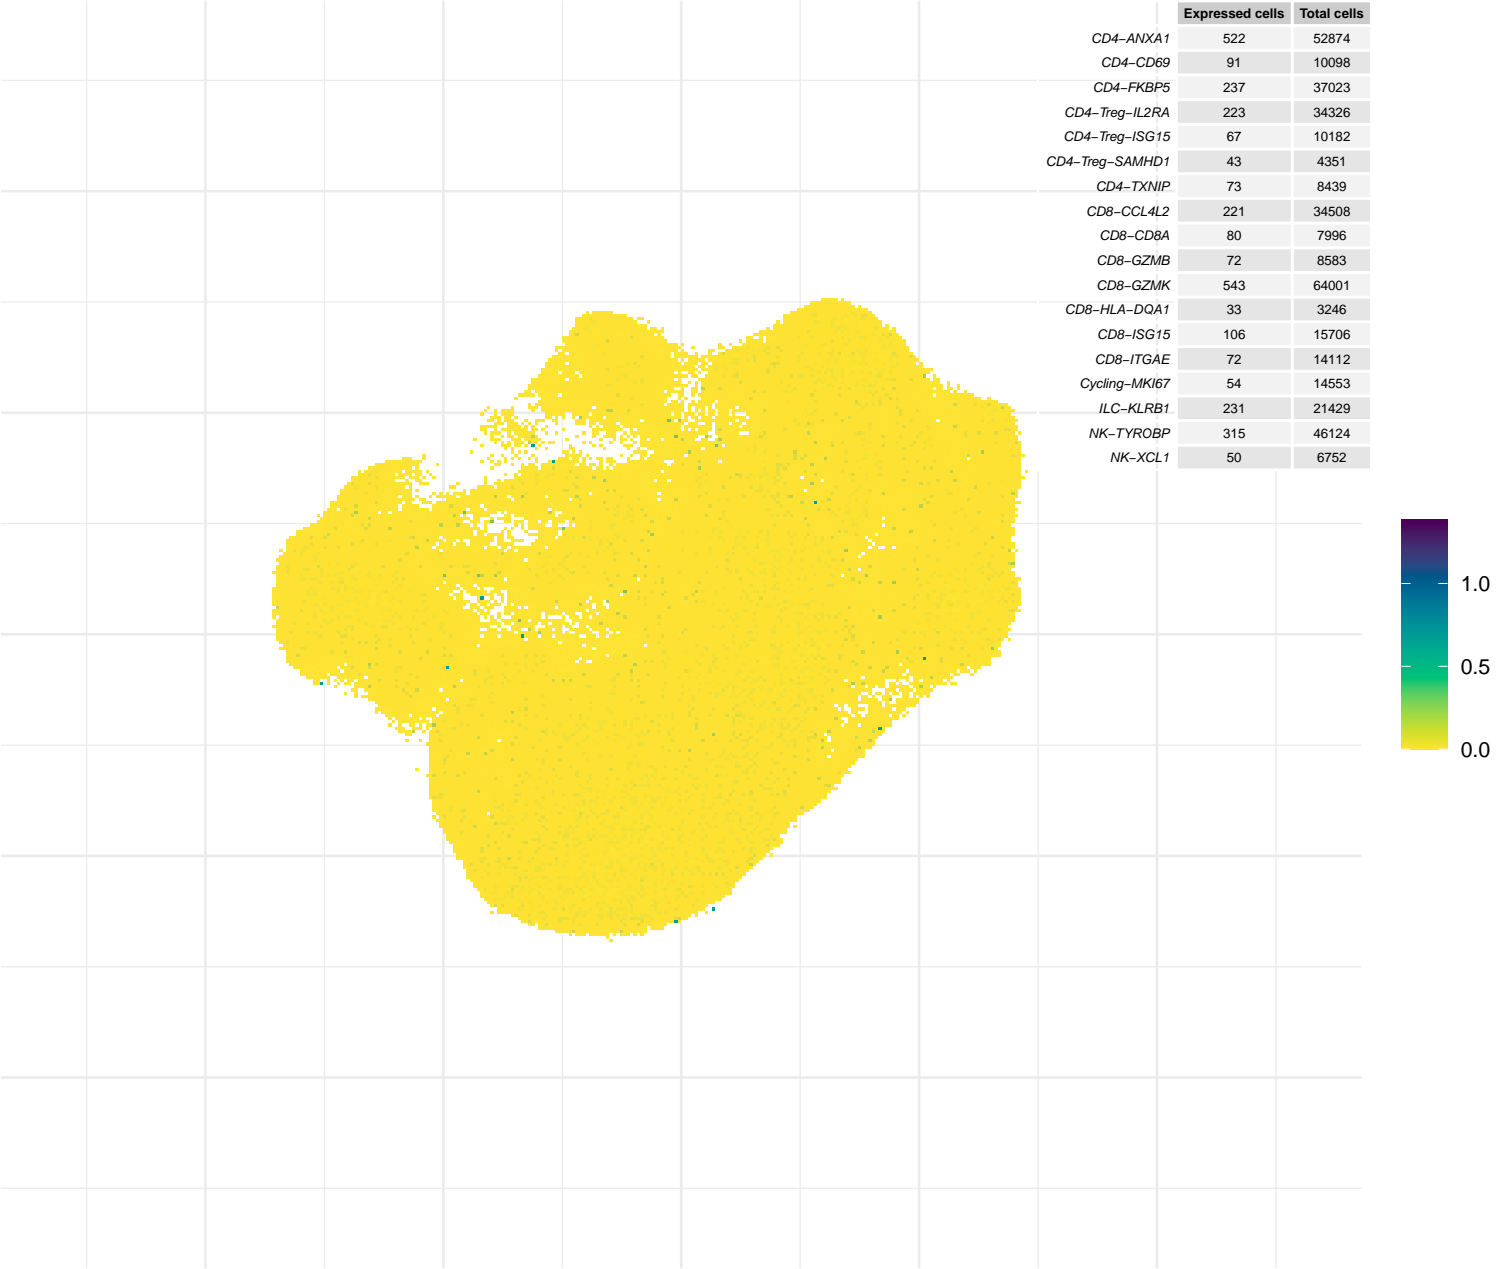 Expressed cells Total cells
CD4−ANXA1 522 52874
CD4−CD69 91 10098
CD4−FKBP5 237 37023
CD4−Treg−IL2RA 223 34326
CD4−Treg−ISG15 67 10182
CD4−Treg−SAMHD1 43 4351
CD4−TXNIP 73 8439
CD8−CCL4L2 221 34508
CD8−CD8A 80 7996
CD8−GZMB 72 8583
CD8−GZMK 543 64001
CD8−HLA−DQA1 33 3246
CD8−ISG15 106 15706
CD8−ITGAE 72 14112
Cycling−MKI67 54 14553
ILC−KLRB1 231 21429
NK−TYROBP 315 46124
NK−XCL1 50 6752
1.0
0.5
0.0